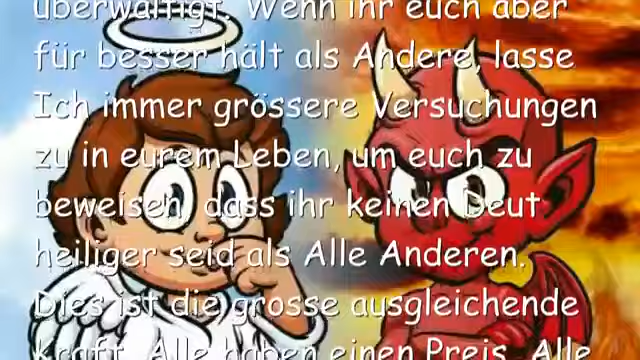 überwältigt. Wenn ihr euch aber
für besser hält als Andere, lasse
Ich immer grössere Versuchungen
zu in eurem Leben, um euch zu
beweisen, dass ihr keinen Deut
heiliger seid als Alle Anderen.
Dies ist die grosse ausgleichende
Kraft. Alle haben einen Preis. Alle